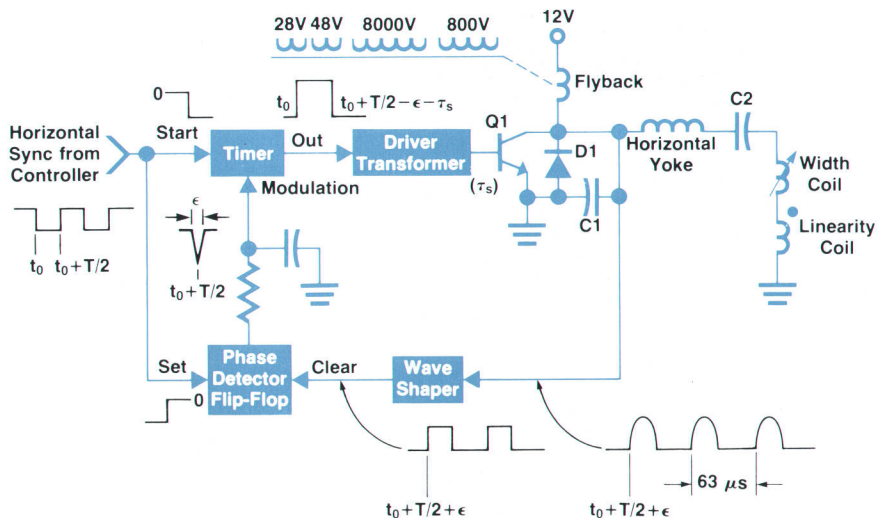 28V 48V 8000V 800V
12V
Flyback
0
t₀ t₀+T/2-ϵ-τₛ
Horizontal
Sync from
Controller
Start
Timer
Out
Driver
Transformer
Q1
(τₛ)
D1
C1
Horizontal
Yoke
C2
Width
Coil
Linearity
Coil
Modulation
t₀ t₀+T/2
ϵ
t₀+T/2
Set
0
Phase
Detector
Flip-Flop
Clear
Wave
Shaper
t₀+T/2+ϵ
63 μs
t₀+T/2+ϵ